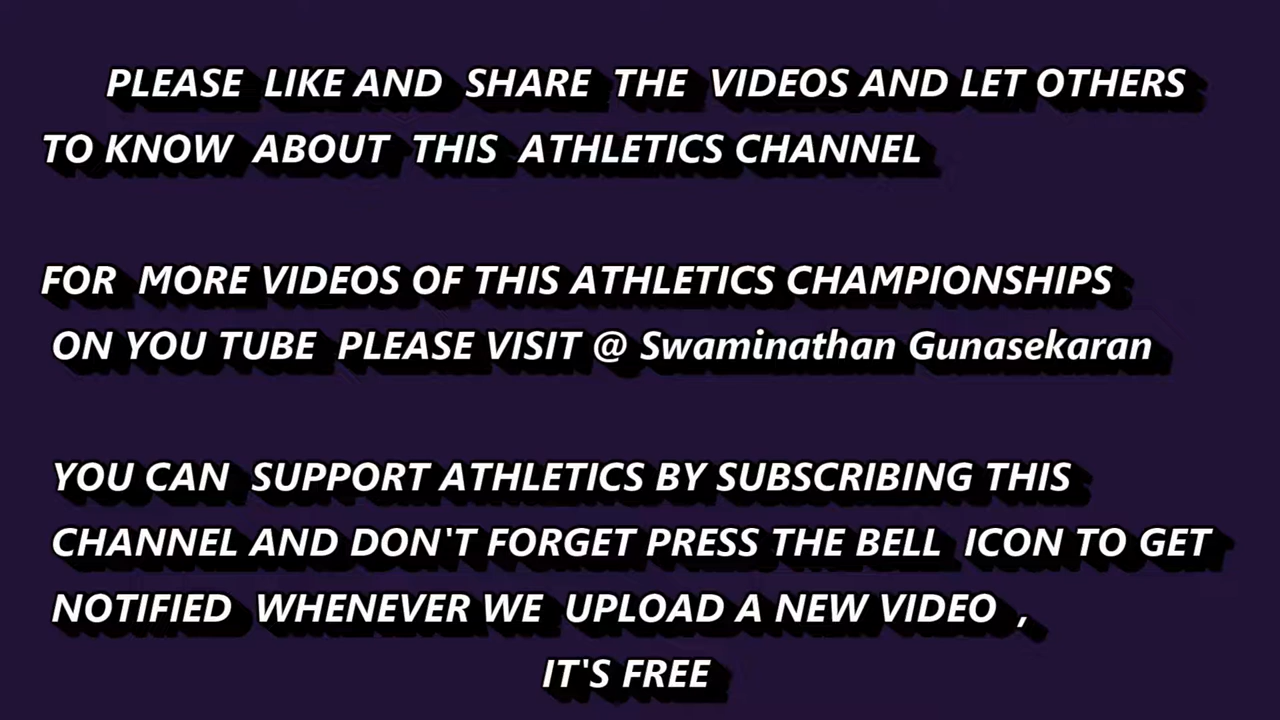 PLEASE LIKE AND SHARE THE VIDEOS AND LET OTHERS
TO KNOW ABOUT THIS ATHLETICS CHANNEL
FOR MORE VIDEOS OF THIS ATHLETICS CHAMPIONSHIPS
ON YOU TUBE PLEASE VISIT @ Swaminathan Gunasekaran
YOU CAN SUPPORT ATHLETICS BY SUBSCRIBING THIS
CHANNEL AND DON'T FORGET PRESS THE BELL ICON TO GET
NOTIFIED WHENEVER WE UPLOAD A NEW VIDEO ,
IT'S FREE